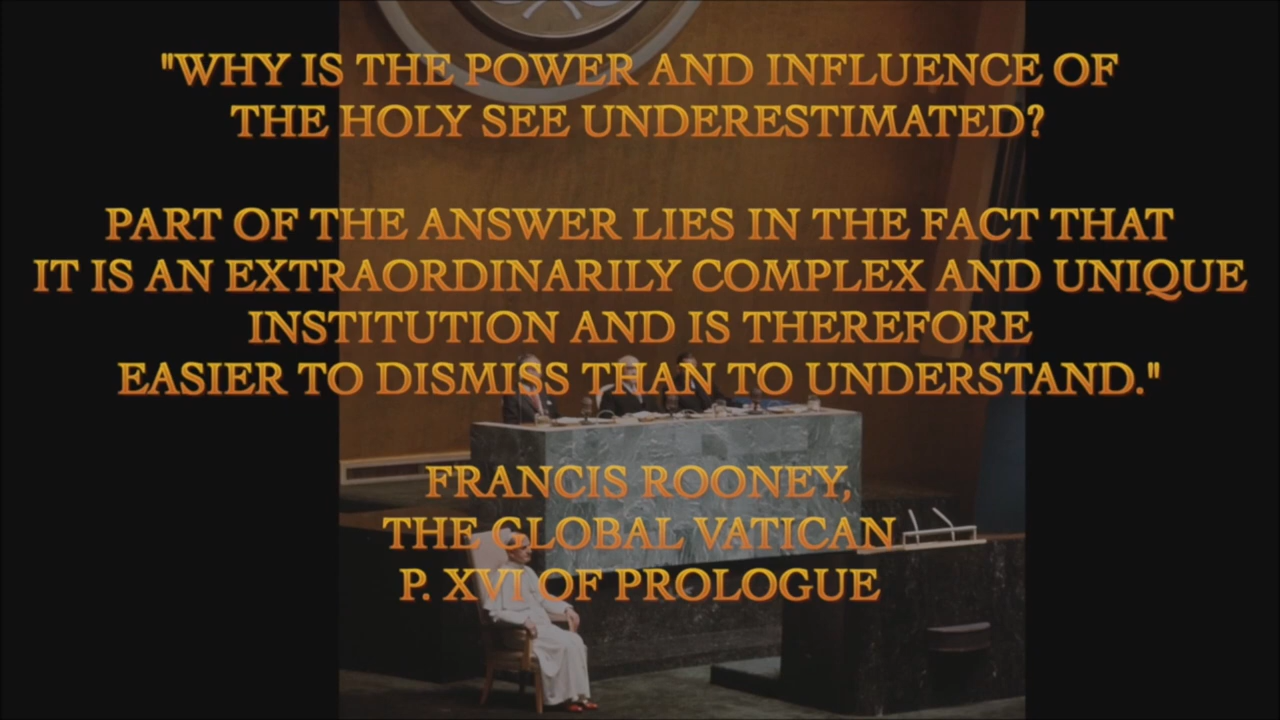 "WHY IS THE POWER AND INFLUENCE OF
THE HOLY SEE UNDERESTIMATED?
PART OF THE ANSWER LIES IN THE FACT THAT
IT IS AN EXTRAORDINARILY COMPLEX AND UNIQUE
INSTITUTION AND IS THEREFORE
EASIER TO DISMISS THAN TO UNDERSTAND."
FRANCIS ROONEY,
THE GLOBAL VATICAN
P. XVI OF PROLOGUE